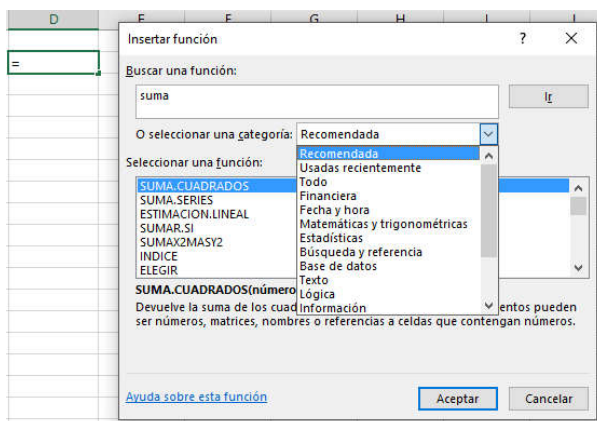 D E F G H I J
=
Insertar función ? ×
Buscar una función:
suma
Ir
O seleccionar una categoría: Recomendada
Recomendada
Usadas recientemente
Todo
Financiera
Fecha y hora
Matemáticas y trigonométricas
Estadísticas
Búsqueda y referencia
Base de datos
Texto
Lógica
Información
Seleccionar una función:
SUMA.CUADRADOS
SUMA.SERIES
ESTIMACION.LINEAL
SUMAR.SI
SUMAX2MASY2
INDICE
ELEGIR
SUMA.CUADRADOS(número
Devuelve la suma de los cuad entos pueden
ser números, matrices, nombres o referencias a celdas que contengan números.
Ayuda sobre esta función
Aceptar Cancelar